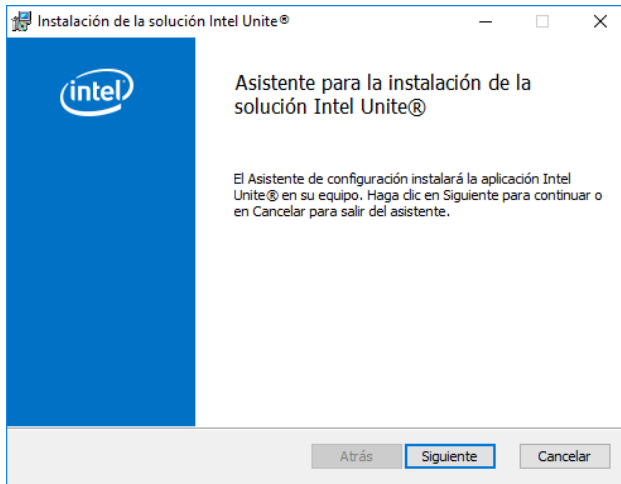 Instalación de la solución Intel Unite®
intel
Asistente para la instalación de la
solución Intel Unite®
El Asistente de configuración instalará la aplicación Intel
Unite® en su equipo. Haga clic en Siguiente para continuar o
en Cancelar para salir del asistente.
Atrás Siguiente Cancelar